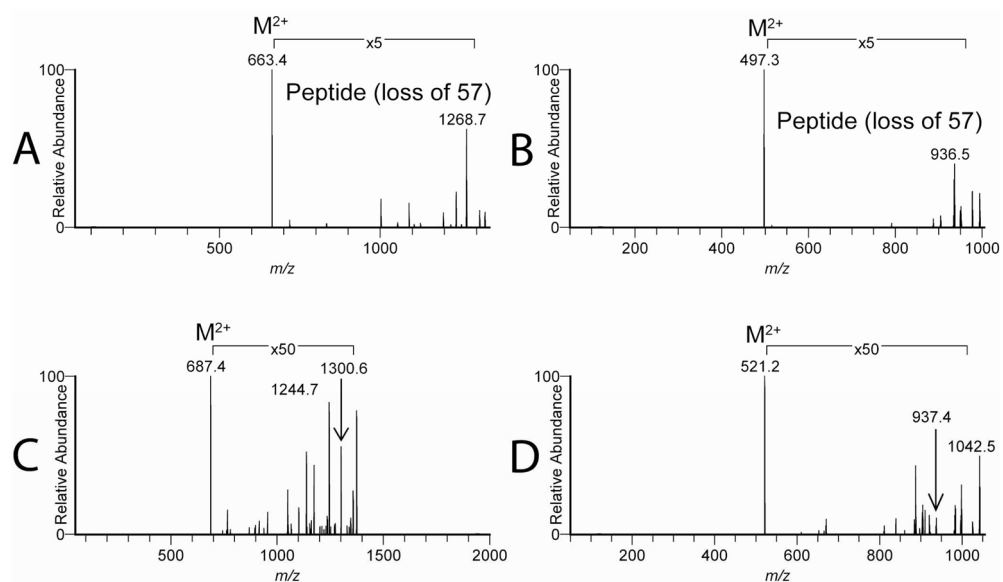 M2+
x5
663.4
100
Peptide (loss of 57)
1268.7
A
Relative Abundance
0
500
1000
m/z
M2+
x5
497.3
100
Peptide (loss of 57)
936.5
B
Relative Abundance
0
200
400
600
800
1000
m/z
M2+
x50
687.4
1300.6
100
1244.7
C
Relative Abundance
0
500
1000
1500
2000
m/z
M2+
x50
521.2
100
937.4
1042.5
D
Relative Abundance
0
200
400
600
800
1000
m/z